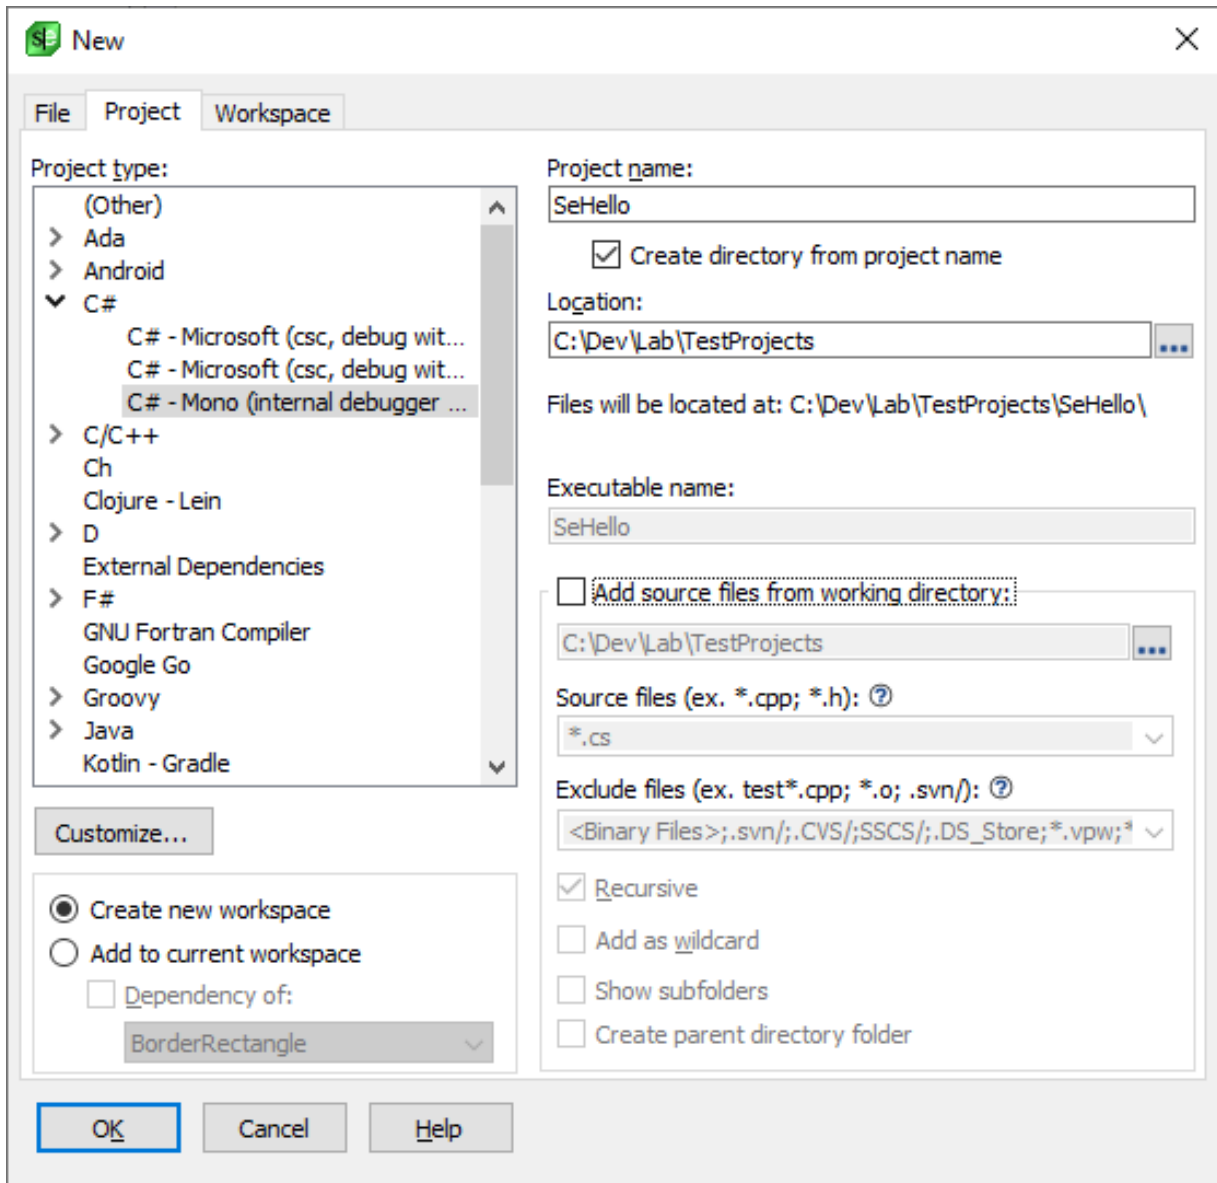 New
File
Project
Workspace
Project type:
(Other)
Ada
Android
C#
C# - Microsoft (csc, debug wit...
C# - Microsoft (csc, debug wit...
C# - Mono (internal debugger ...
C/C++
Ch
Clojure - Lein
D
External Dependencies
F#
GNU Fortran Compiler
Google Go
Groovy
Java
Kotlin - Gradle
Customize...
Create new workspace
Add to current workspace
Dependency of:
BorderRectangle
Project name:
SeHello
Create directory from project name
Location:
C:\Dev\Lab\TestProjects
...
Files will be located at: C:\Dev\Lab\TestProjects\SeHello\
Executable name:
SeHello
Add source files from working directory:
C:\Dev\Lab\TestProjects
...
Source files (ex. *.cpp; *.h): ?
*.cs
Exclude files (ex. test*.cpp; *.o; .svn/): ?
<Binary Files>;.svn/;.CVS/;SSCS/;.DS_Store;*.vpw;*
Recursive
Add as wildcard
Show subfolders
Create parent directory folder
OK
Cancel
Help